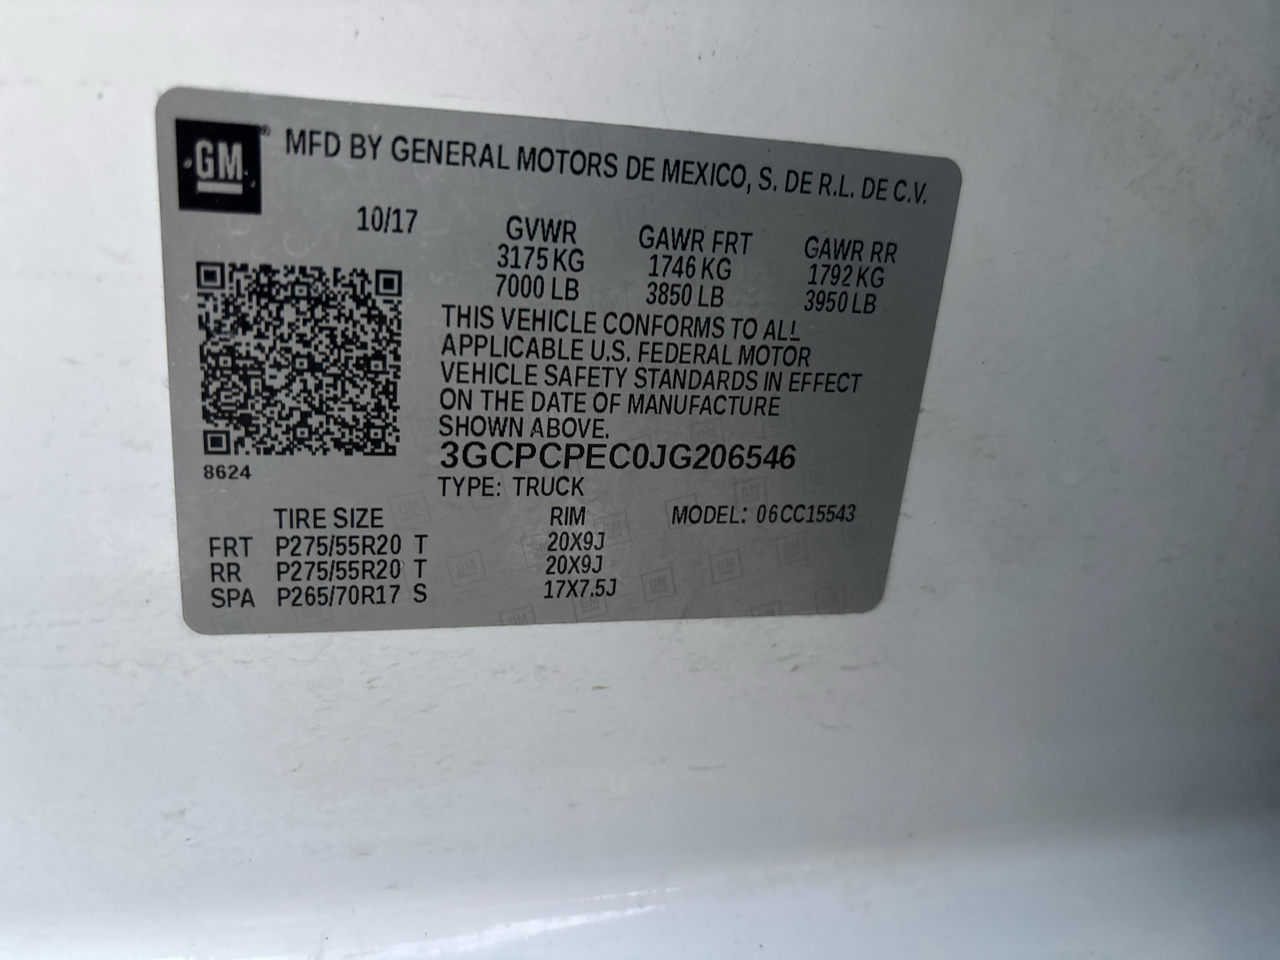 GM
MFD BY GENERAL MOTORS DE MEXICO, S. DE R.L. DE C.V.
10/17 GVWR GAWR FRT GAWR RR
3175 KG 1746 KG 1792 KG
7000 LB 3850 LB 3950 LB
THIS VEHICLE CONFORMS TO ALL
APPLICABLE U.S. FEDERAL MOTOR
VEHICLE SAFETY STANDARDS IN EFFECT
ON THE DATE OF MANUFACTURE
SHOWN ABOVE.
3GCPCPEC0JG206546
8624
TYPE: TRUCK
TIRE SIZE RIM MODEL: 06CC15543
FRT P275/55R20 T 20X9J
RR P275/55R20 T 20X9J
SPA P265/70R17 S 17X7.5J